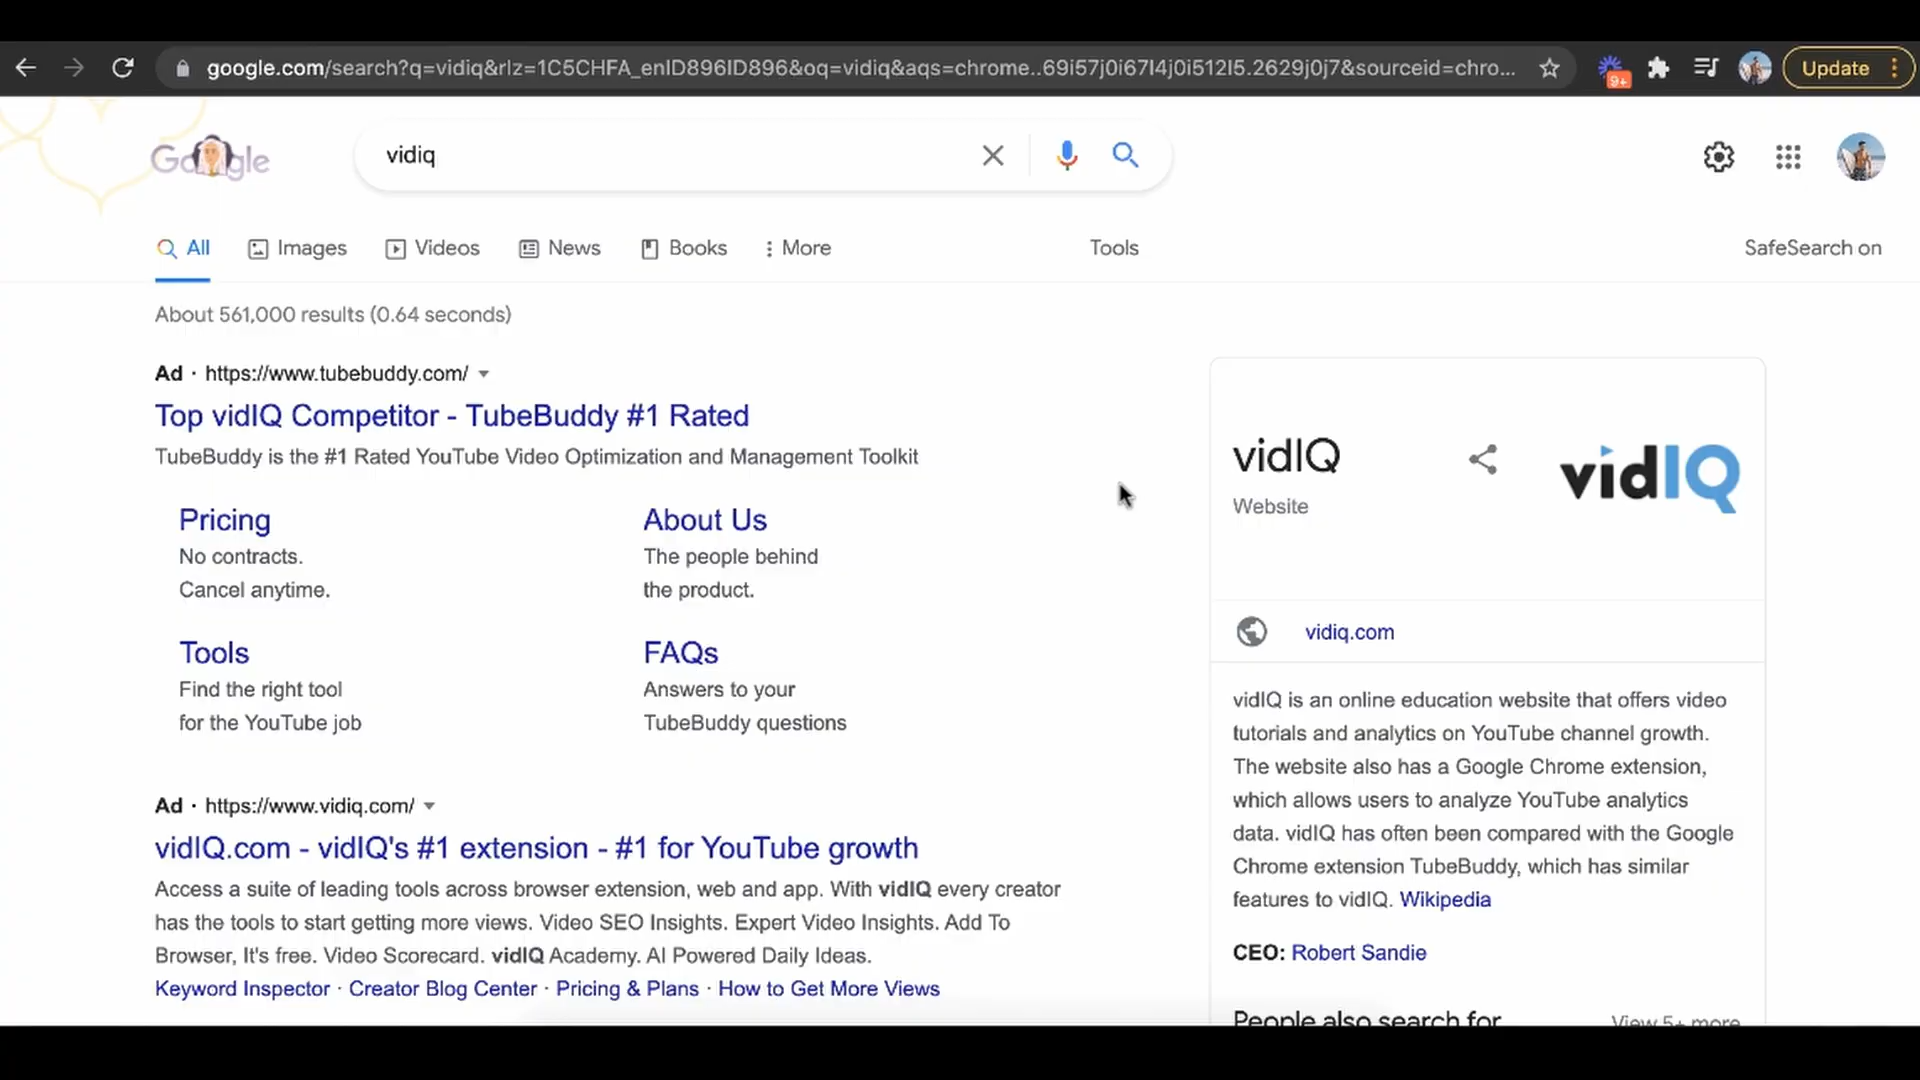 google.com/search?q=vidiq&rlz=1C5CHFA_enID896ID896&oq=vidiq&aqs=chrome..69i57j0i67l4j0i512l5.2629j0j7&sourceid=chro...
9+
Update
Google
vidiq
All
Images
Videos
News
Books
More
Tools
SafeSearch on
About 561,000 results (0.64 seconds)
Ad · https://www.tubebuddy.com/
Top vidIQ Competitor - TubeBuddy #1 Rated
TubeBuddy is the #1 Rated YouTube Video Optimization and Management Toolkit
Pricing
No contracts.
Cancel anytime.
About Us
The people behind
the product.
Tools
Find the right tool
for the YouTube job
FAQs
Answers to your
TubeBuddy questions
Ad · https://www.vidiq.com/
vidIQ.com - vidIQ's #1 extension - #1 for YouTube growth
Access a suite of leading tools across browser extension, web and app. With vidIQ every creator
has the tools to start getting more views. Video SEO Insights. Expert Video Insights. Add To
Browser, It's free. Video Scorecard. vidIQ Academy. AI Powered Daily Ideas.
Keyword Inspector · Creator Blog Center · Pricing & Plans · How to Get More Views
vidIQ
Website
vidIQ
vidiq.com
vidIQ is an online education website that offers video
tutorials and analytics on YouTube channel growth.
The website also has a Google Chrome extension,
which allows users to analyze YouTube analytics
data. vidIQ has often been compared with the Google
Chrome extension TubeBuddy, which has similar
features to vidIQ. Wikipedia
CEO: Robert Sandie
People also search for
View 5+ more